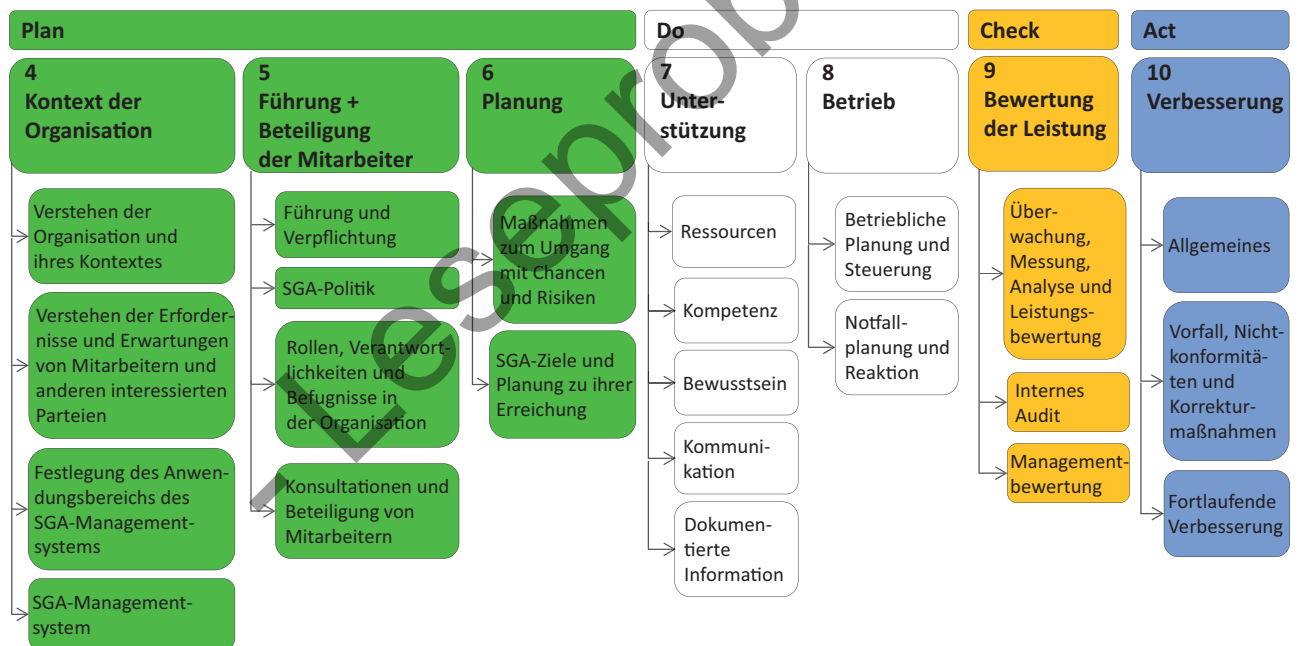 Plan
Do
Check
Act
4
Kontext der
Organisation
5
Führung +
Beteiligung
der Mitarbeiter
6
Planung
7
Unter-
stützung
8
Betrieb
9
Bewertung
der Leistung
10
Verbesserung
Verstehen der
Organisation und
ihres Kontextes
Verstehen der Erforder-
nisse und Erwartungen
von Mitarbeitern und
anderen interessierten
Parteien
Festlegung des Anwen-
dungsbereichs des
SGA-Management-
systems
SGA-Management-
system
Führung und
Verpflichtung
SGA-Politik
Rollen, Verantwort-
lichkeiten und
Befugnisse in
der Organisation
Konsultationen und
Beteiligung von
Mitarbeitern
Maßnahmen
zum Umgang
mit Chancen
und Risiken
SGA-Ziele und
Planung zu ihrer
Erreichung
Ressourcen
Kompetenz
Bewusstsein
Kommuni-
kation
Dokumen-
tierte
Information
Betriebliche
Planung und
Steuerung
Notfall-
planung und
Reaktion
Über-
wachung,
Messung,
Analyse und
Leistungs-
bewertung
Internes
Audit
Management-
bewertung
Allgemeines
Vorfall, Nicht-
konformitä-
ten und
Korrektur-
maßnahmen
Fortlaufende
Verbesserung
- Leseprob